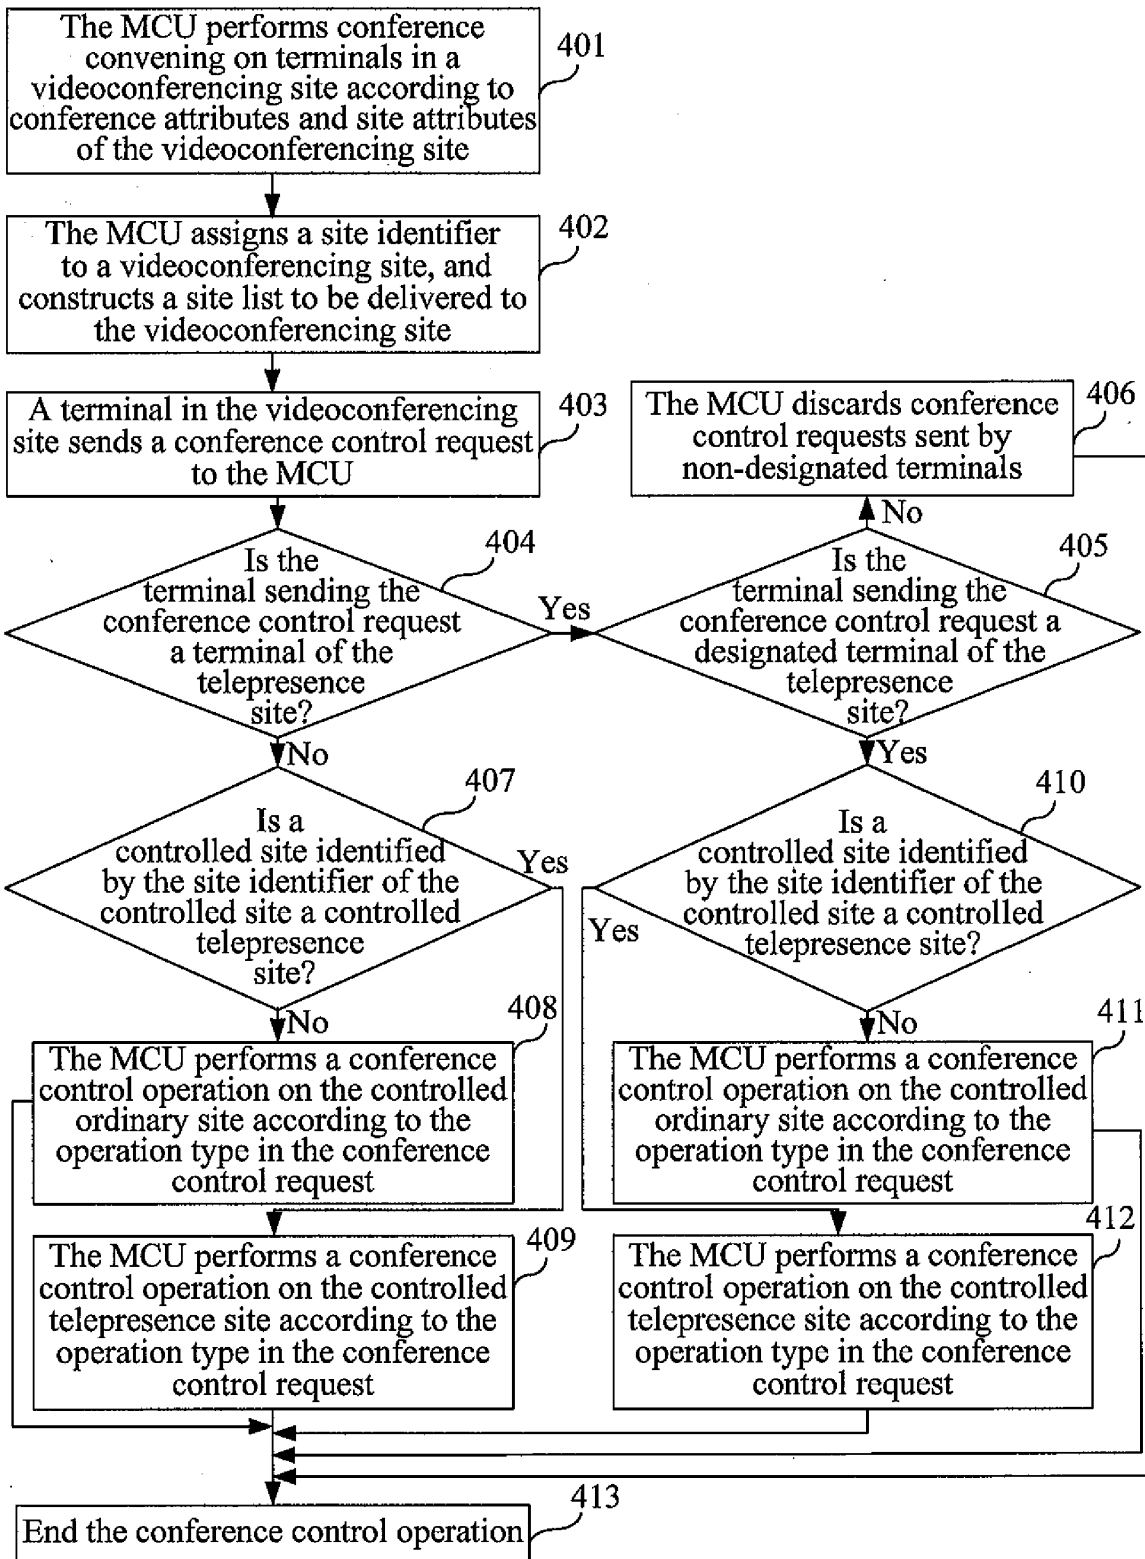 The MCU performs conference
convening on terminals in a
videoconferencing site according to
conference attributes and site attributes
of the videoconferencing site
401
The MCU assigns a site identifier
to a videoconferencing site, and
constructs a site list to be delivered to
the videoconferencing site
402
A terminal in the videoconferencing
site sends a conference control request
to the MCU
403
The MCU discards conference
control requests sent by
non-designated terminals
406
No
Is the
terminal sending the
conference control request
a terminal of the
telepresence
site?
404
Yes
Is the
terminal sending the
conference control request a
designated terminal of the
telepresence
site?
405
No
Yes
Is a
controlled site identified
by the site identifier of the
controlled site a controlled
telepresence
site?
407
Yes
Is a
controlled site identified
by the site identifier of the
controlled site a controlled
telepresence site?
410
Yes
No
No
The MCU performs a conference
control operation on the controlled
ordinary site according to the
operation type in the conference
control request
408
The MCU performs a conference
control operation on the controlled
ordinary site according to the
operation type in the conference
control request
411
The MCU performs a conference
control operation on the controlled
telepresence site according to the
operation type in the conference
control request
409
The MCU performs a conference
control operation on the controlled
telepresence site according to the
operation type in the conference
control request
412
End the conference control operation
413